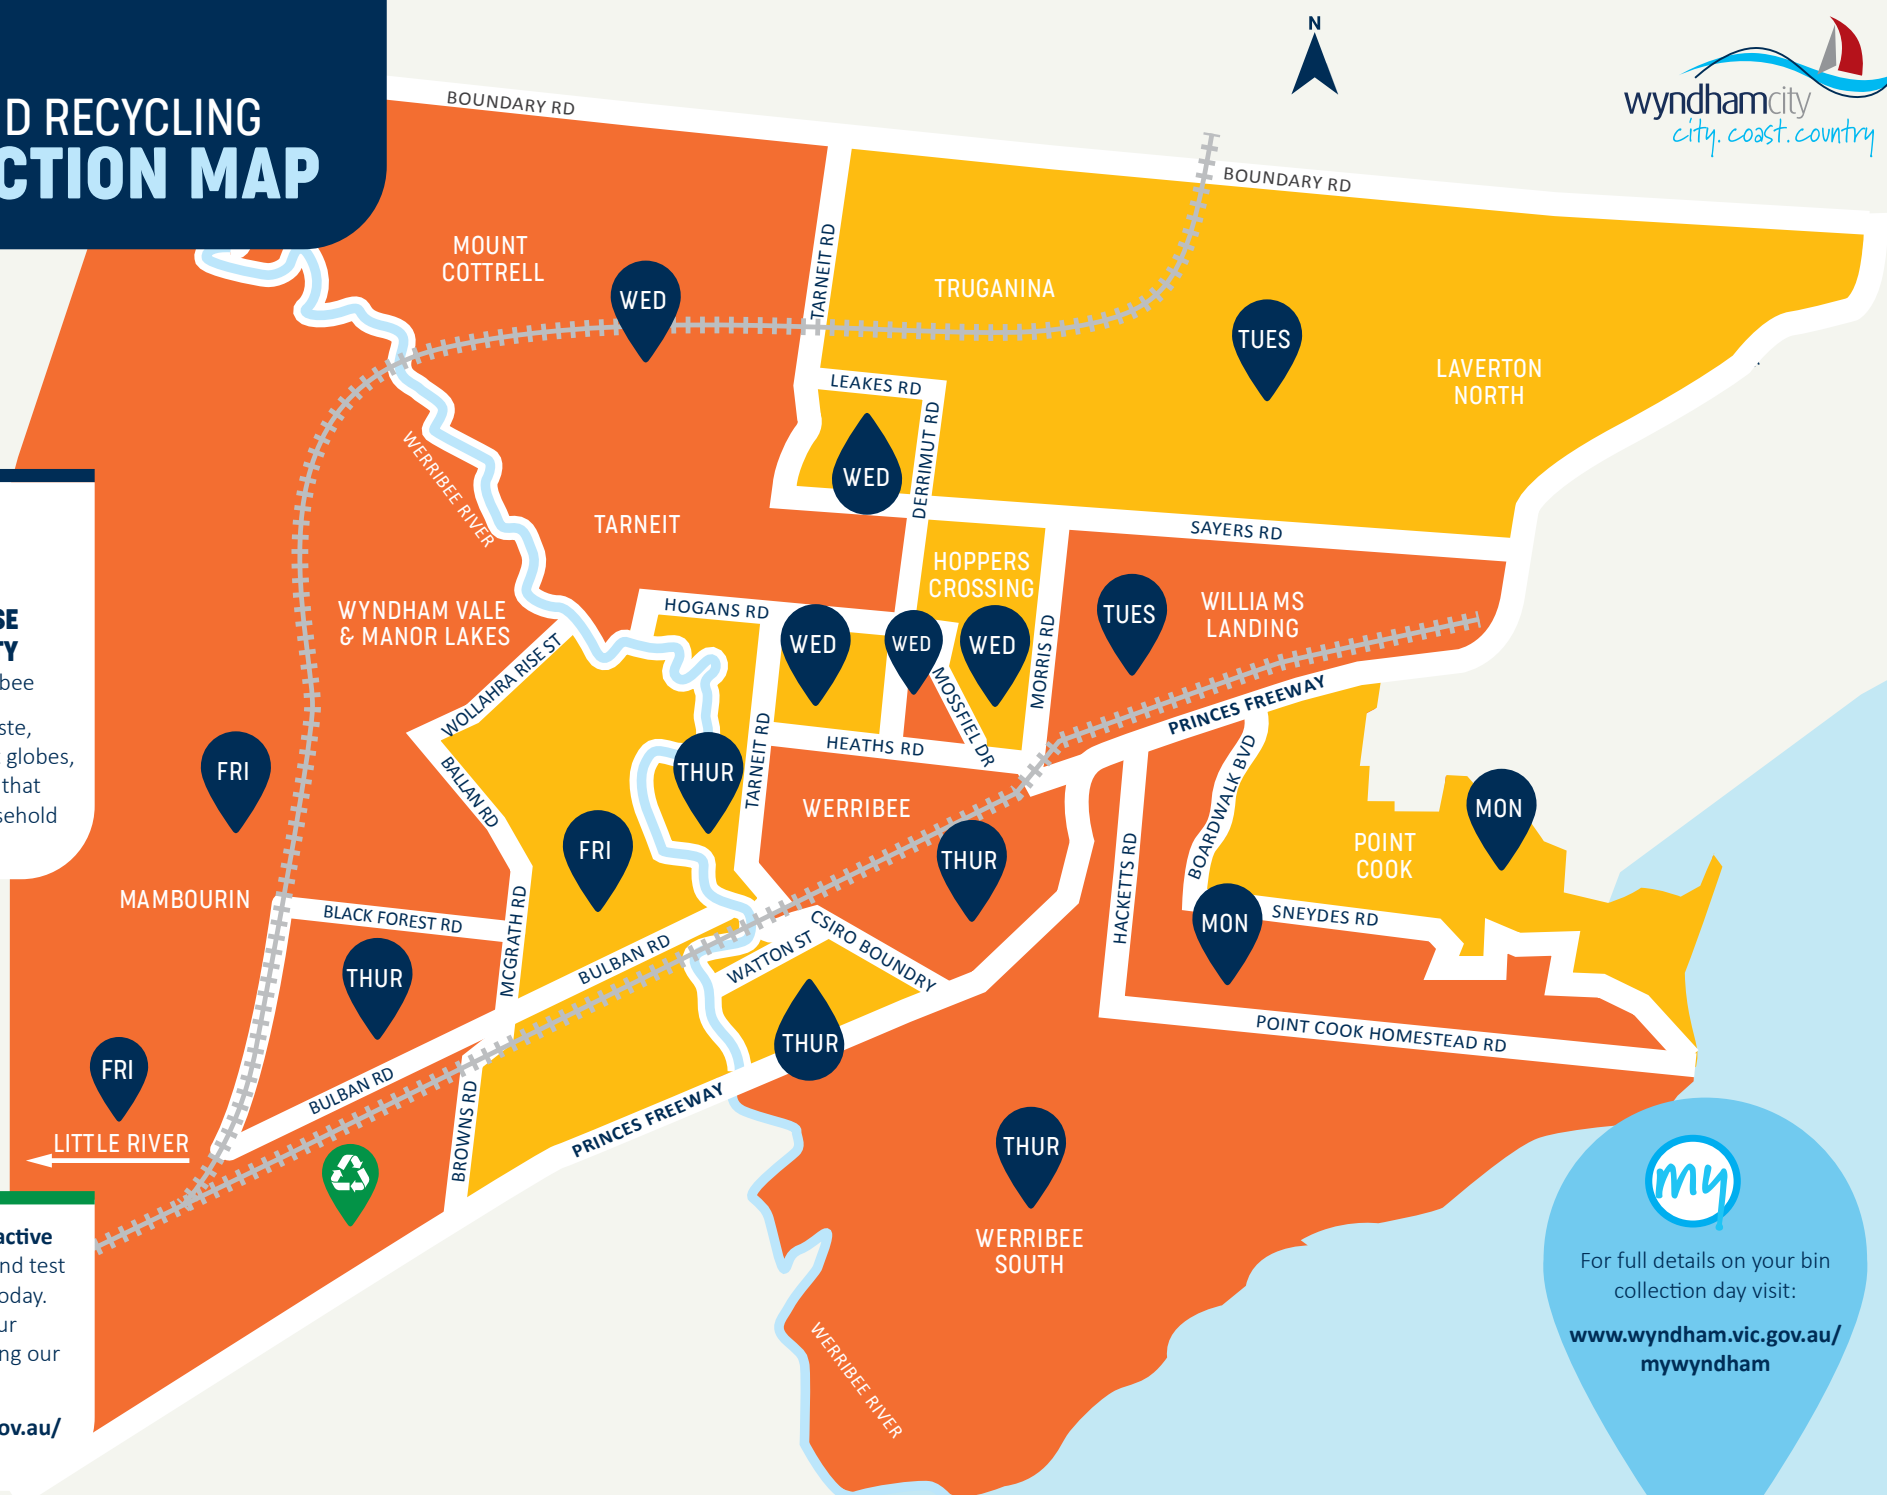 D RECYCLING
CTION MAP
N
wyndhamcity
city. coast. country
BOUNDARY RD
BOUNDARY RD
MOUNT
COTTRELL
WED
TARNEIT RD
TRUGANINA
TUES
LAVERTON
NORTH
LEAKES RD
DERRIMUT RD
WED
WERRIBEE RIVER
TARNEIT
SAYERS RD
HOPPERS
CROSSING
WYNDHAM VALE
& MANOR LAKES
HOGANS RD
WED
WED
WED
MORRIS RD
TUES
WILLIA MS
LANDING
SE
TY
bee
ste,
globes,
that
sehold
WOLLAHRA RISE ST
MOSSFIEL DR
PRINCES FREEWAY
FRI
BALLAN RD
THUR
TARNEIT RD
HEATHS RD
BOARDWALK BVD
WERRIBEE
MON
FRI
THUR
HACKETTS RD
POINT
COOK
MAMBOURIN
BLACK FOREST RD
MCGRATH RD
BULBAN RD
WATTON ST
CSIRO BOUNDRY
MON
SNEYDES RD
THUR
THUR
POINT COOK HOMESTEAD RD
FRI
BULBAN RD
BROWNS RD
PRINCES FREEWAY
LITTLE RIVER
THUR
WERRIBEE
SOUTH
WERRIBEE RIVER
active
nd test
oday.
ur
ng our
ov.au/
my
For full details on your bin
collection day visit:
www.wyndham.vic.gov.au/
mywyndham